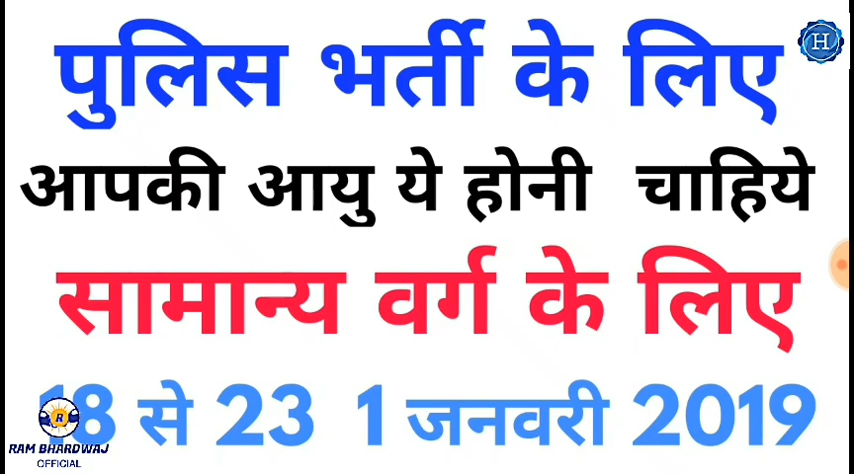 पुलिस भर्ती के लिए
H
आपकी आयु ये होनी चाहिये
सामान्य वर्ग के लिए
18 से 23 1 जनवरी 2019
R
RAM BHARDWAJ
OFFICIAL